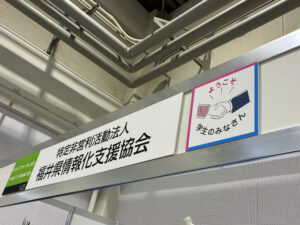 特定非営利活動法人
福井県情報化支援協会
ようこそ
学生のみなさん